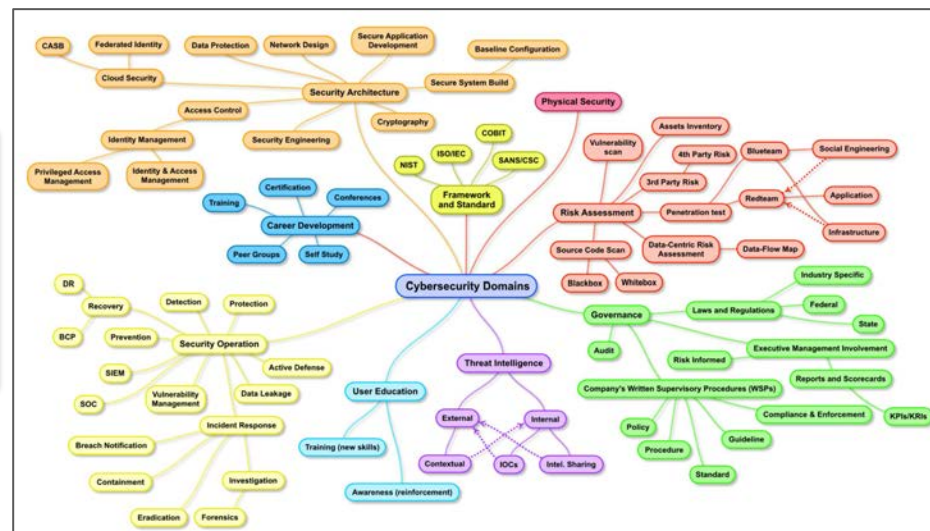 CASB
Federated Identity
Data Protection
Network Design
Secure Application
Development
Baseline Configuration
Cloud Security
Security Architecture
Secure System Build
Access Control
Cryptography
Security Engineering
Identity Management
Privileged Access
Management
Identity & Access
Management
Physical Security
COBIT
ISO/IEC
NIST
SANS/CSC
Framework
and Standard
Certification
Training
Conferences
Career Development
Peer Groups
Self Study
Assets Inventory
Vulnerability
scan
4th Party Risk
Blueteam
Social Engineering
3rd Party Risk
Redteam
Application
Risk Assessment
Penetration test
Infrastructure
Source Code Scan
Data-Centric Risk
Assessment
Data-Flow Map
Blackbox
Whitebox
Cybersecurity Domains
Industry Specific
Federal
Laws and Regulations
State
Governance
Audit
Executive Management Involvement
Risk Informed
Reports and Scorecards
Company's Written Supervisory Procedures (WSPs)
KPIs/KRIs
Compliance & Enforcement
Policy
Procedure
Guideline
Standard
DR
Detection
Protection
Recovery
BCP
Prevention
Security Operation
SIEM
Active Defense
SOC
Vulnerability
Management
Data Leakage
Incident Response
Breach Notification
Containment
Investigation
Eradication
Forensics
User Education
Training (new skills)
Awareness (reinforcement)
Threat Intelligence
External
Internal
Contextual
IOCs
Intel. Sharing